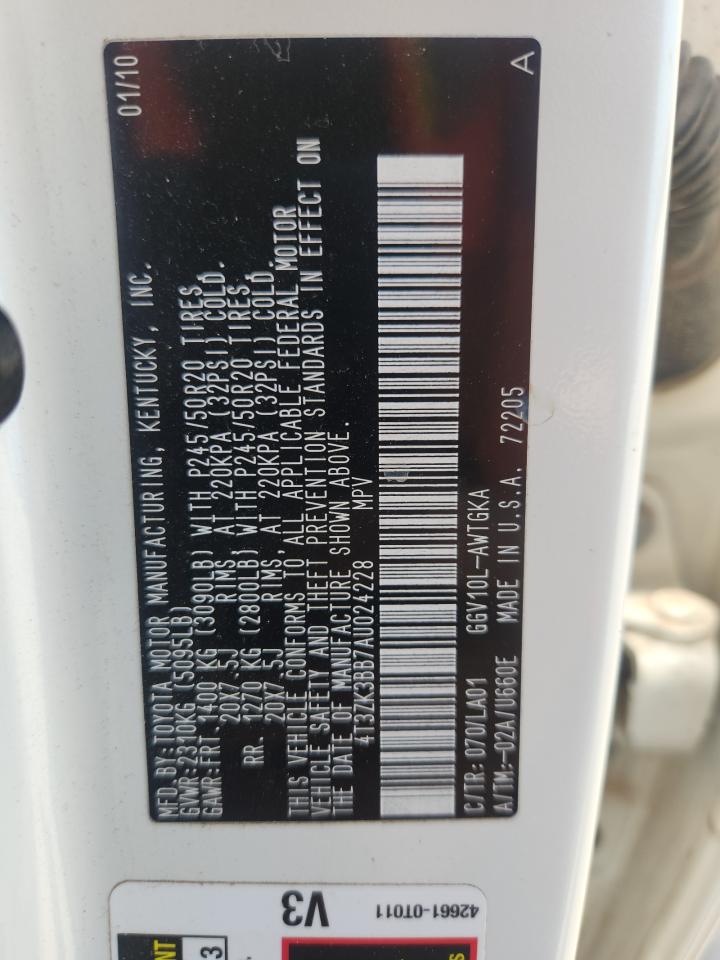 MFD. BY: TOYOTA MOTOR MANUFACTURING, KENTUCKY, INC. 01/10
GVWR: 2310KG (5095LB)
GAWR: FRT. 1400 KG (3090LB) WITH P245/50R20 TIRES,
20X7.5J RIMS, AT 220KPA (32PSI) COLD.
RR. 1270 KG (2800LB) WITH P245/50R20 TIRES,
20X7.5J RIMS, AT 220KPA (32PSI) COLD.
THIS VEHICLE CONFORMS TO ALL APPLICABLE FEDERAL MOTOR
VEHICLE SAFETY AND THEFT PREVENTION STANDARDS IN EFFECT ON
THE DATE OF MANUFACTURE SHOWN ABOVE.
4T3ZK3BB7AU024228 MPV
C/TR: 070/LA01 GGV10L-AWTGKA
A/TM:-02A/U660E MADE IN U.S.A. 72205 A
V3
42661-0T011
3